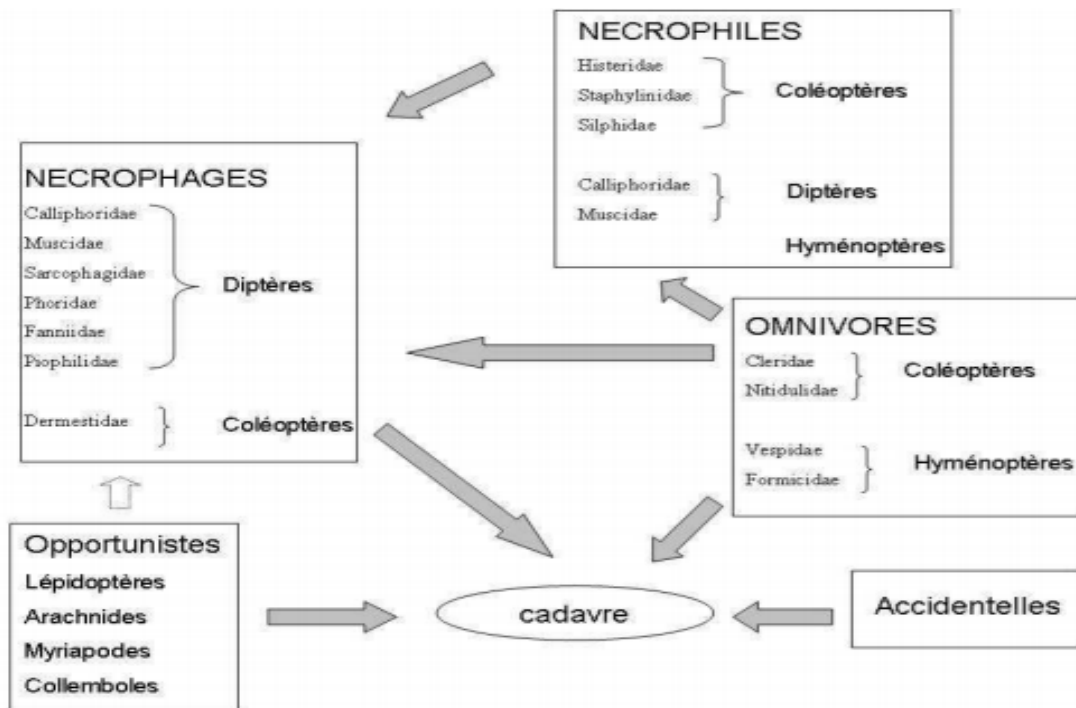 NECROPHILES
Histeridae
Staphylinidae
Silphidae
Coléoptères
Calliphoridae
Muscidae
Diptères
Hyménoptères
NECROPHAGES
Calliphoridae
Muscidae
Sarcophagidae
Phoridae
Fanniidae
Piophilidae
Diptères
Dermestidae
Coléoptères
OMNIVORES
Cleridae
Nitidulidae
Coléoptères
Vespidae
Formicidae
Hyménoptères
Opportunistes
Lépidoptères
Arachnides
Myriapodes
Collemboles
cadavre
Accidentelles